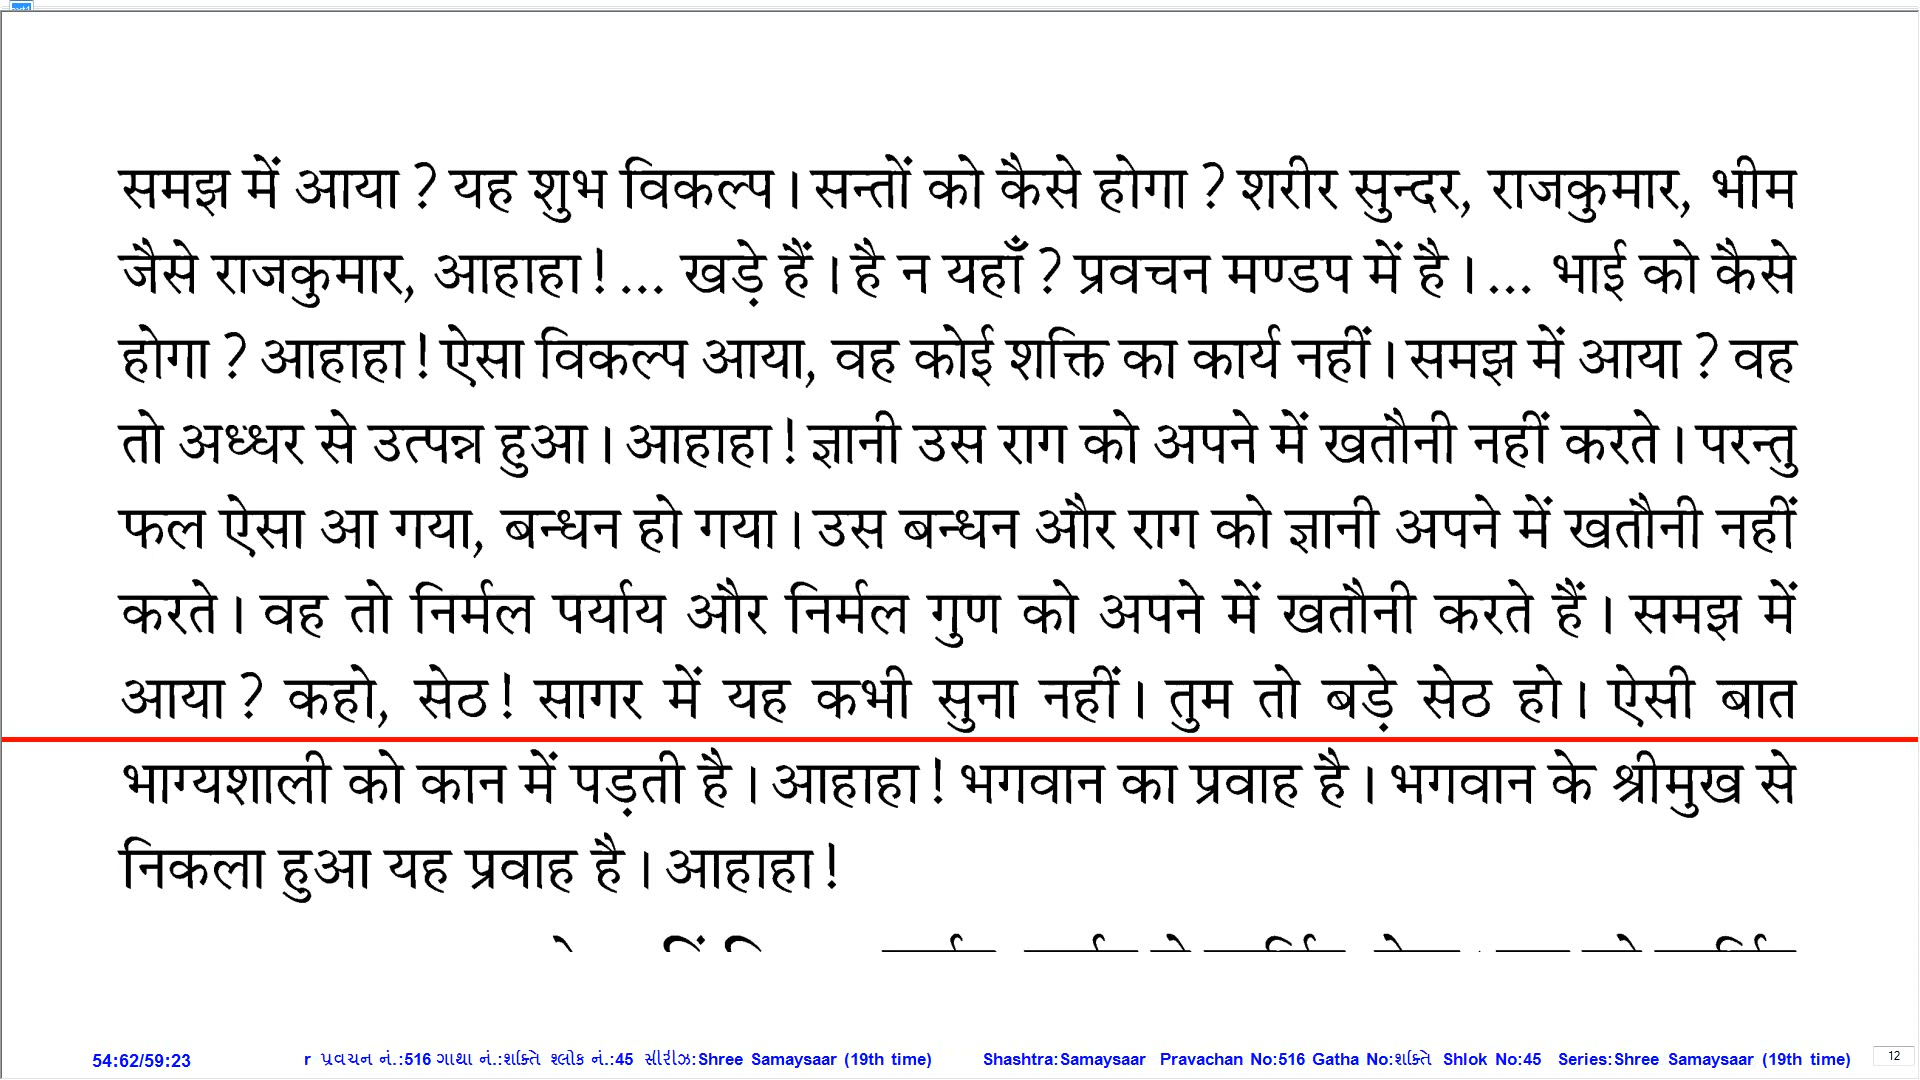 समझ में आया ? यह शुभ विकल्प । सन्तों को कैसे होगा ? शरीर सुन्दर, राजकुमार, भीम
जैसे राजकुमार, आहाहा !... खड़े हैं । है न यहाँ ? प्रवचन मण्डप में है ।... भाई को कैसे
होगा ? आहाहा ! ऐसा विकल्प आया, वह कोई शक्ति का कार्य नहीं । समझ में आया ? वह
तो अध्धर से उत्पन्न हुआ । आहाहा ! ज्ञानी उस राग को अपने में खतौनी नहीं करते । परन्तु
फल ऐसा आ गया, बन्धन हो गया । उस बन्धन और राग को ज्ञानी अपने में खतौनी नहीं
करते । वह तो निर्मल पर्याय और निर्मल गुण को अपने में खतौनी करते हैं । समझ में
आया ? कहो, सेठ ! सागर में यह कभी सुना नहीं । तुम तो बड़े सेठ हो । ऐसी बात
भाग्यशाली को कान में पड़ती है । आहाहा ! भगवान का प्रवाह है । भगवान के श्रीमुख से
निकला हुआ यह प्रवाह है । आहाहा !
54:62/59:23 r પ્રવચન નં.:516 ગાથા નં.:શક્તિ શ્લોક નં.:45 સીરીઝ:Shree Samaysaar (19th time) Shashtra:Samaysaar Pravachan No:516 Gatha No:શક્તિ Shlok No:45 Series:Shree Samaysaar (19th time) 12